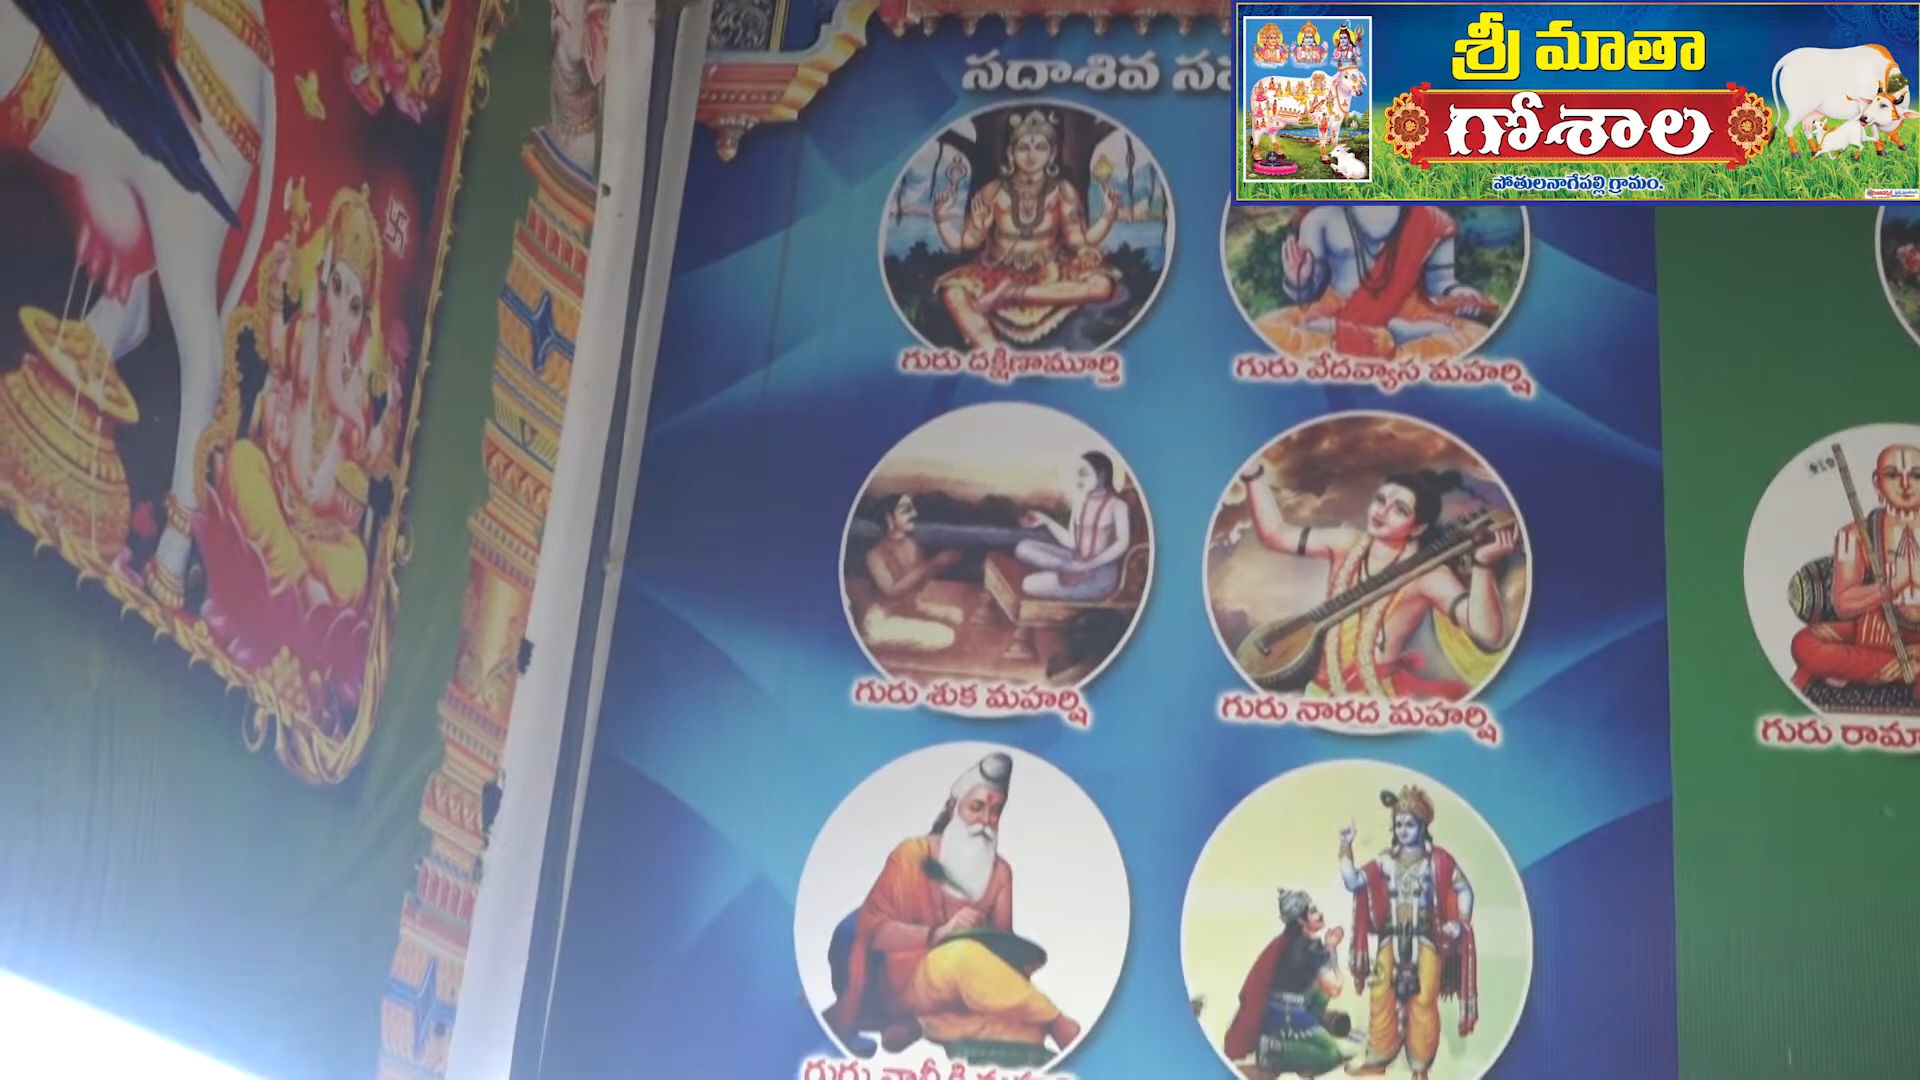 శ్రీ మాతా
గోశాల
పోతులనాగేపల్లి గ్రామం.
సదాశివ
గురు దక్షిణామూర్తి
గురు వేదవ్యాస మహర్షి
గురు శుక మహర్షి
గురు నారద మహర్షి
గురు
గురు